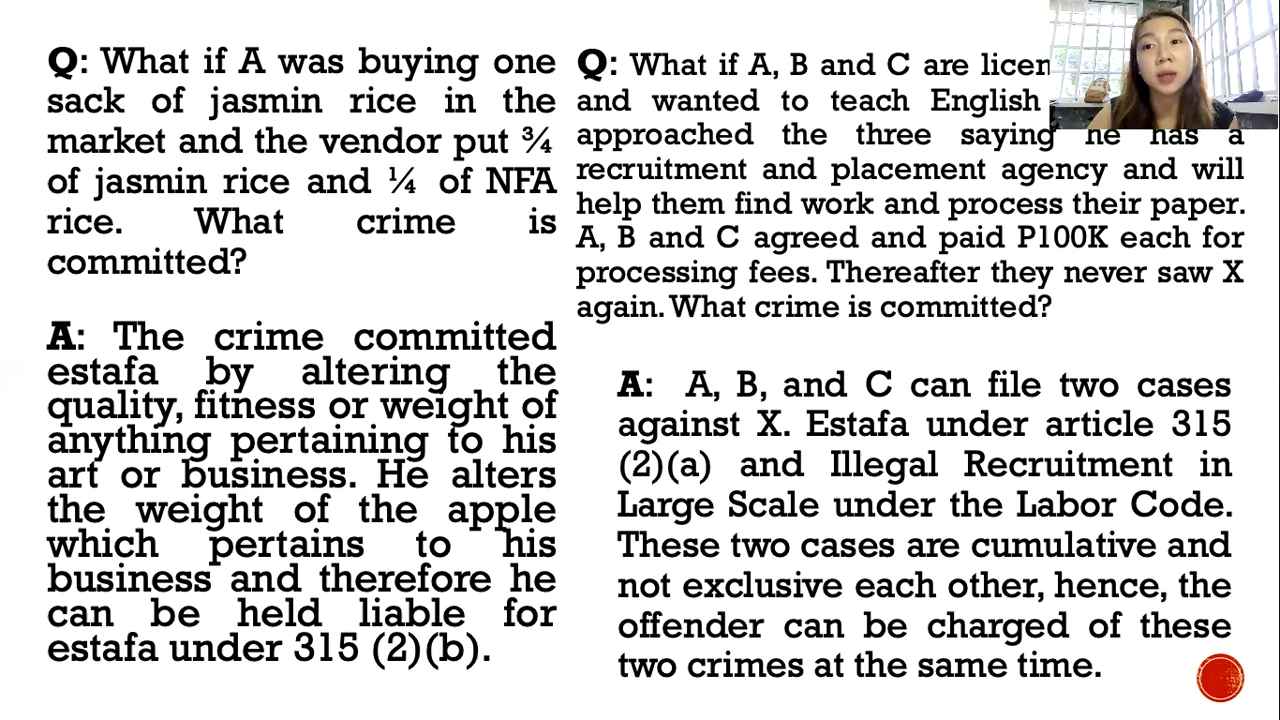 Q: What if A was buying one
sack of jasmin rice in the
market and the vendor put ¾
of jasmin rice and ¼ of NFA
rice. What crime is
committed?
A: The crime committed
estafa by altering the
quality, fitness or weight of
anything pertaining to his
art or business. He alters
the weight of the apple
which pertains to his
business and therefore he
can be held liable for
estafa under 315 (2)(b).
Q: What if A, B and C are
and wanted to teach English
approached the three saying he has a
recruitment and placement agency and will
help them find work and process their paper.
A, B and C agreed and paid P100K each for
processing fees. Thereafter they never saw X
again. What crime is committed?
A: A, B, and C can file two cases
against X. Estafa under article 315
(2)(a) and Illegal Recruitment in
Large Scale under the Labor Code.
These two cases are cumulative and
not exclusive each other, hence, the
offender can be charged of these
two crimes at the same time.